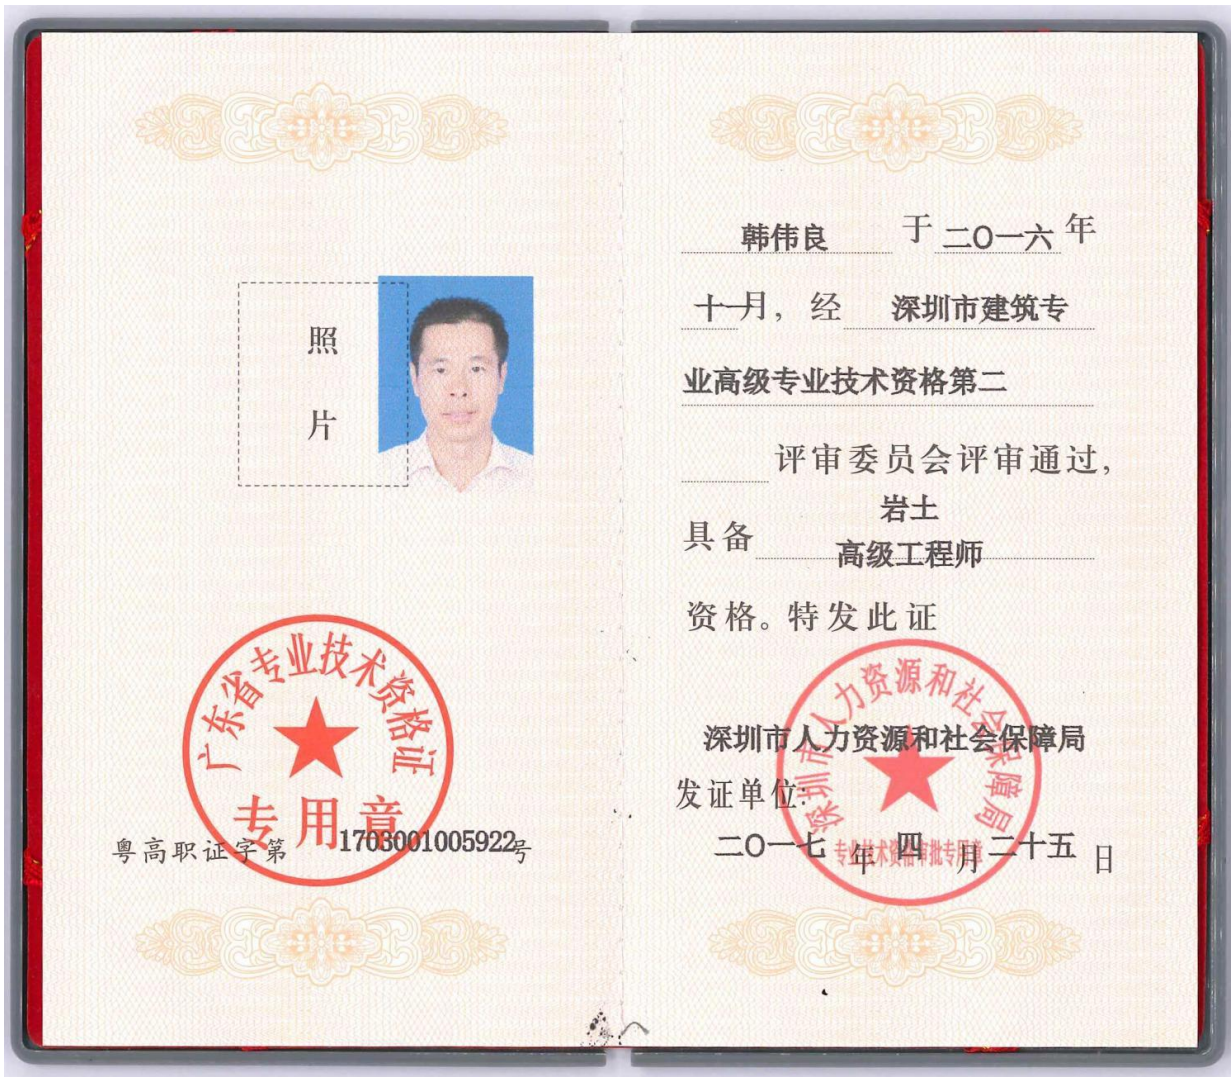 照
片
广东省专业技术资格证
专用章
粤高职证字第1703001005922号
韩伟良 于二〇一六年
十一月，经 深圳市建筑专
业高级专业技术资格第二
评审委员会评审通过,
岩土
具备 高级工程师
资格。特发此证
深圳市人力资源和社会保障局
深圳市人力资源和社会保障局
发证单位:
二〇一七年四月二十五日
专业技术资格审批专用章